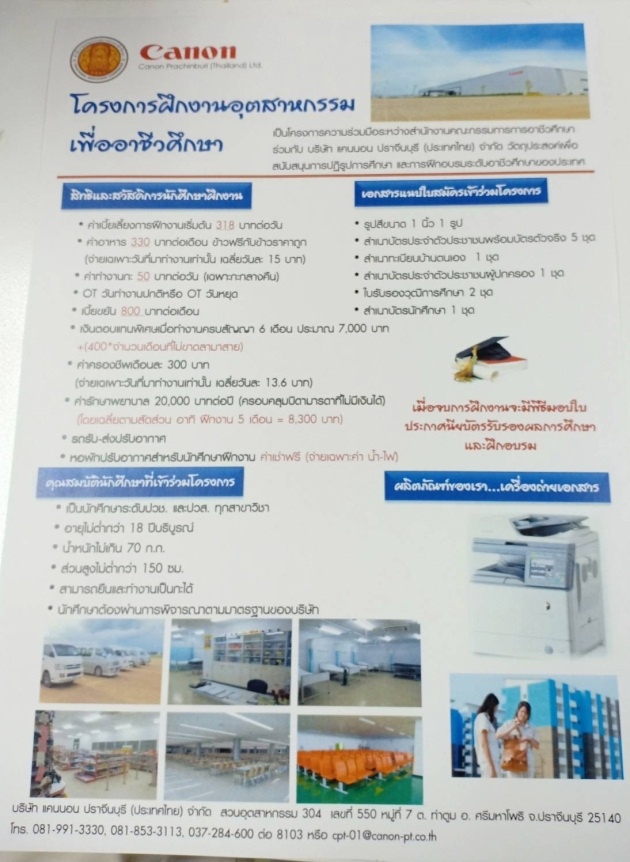 Canon
Canon Prachinburi (Thailand) Ltd.
Canon
โครงการฝึกงานอุตสาหกรรม
เพื่ออาชีวศึกษา
เป็นโครงการความร่วมมือระหว่างสำนักงานคณะกรรมการการอาชีวศึกษา
ร่วมกับ บริษัท แคนนอน ปราจีนบุรี (ประเทศไทย) จำกัด วัตถุประสงค์เพื่อ
สนับสนุนการปฏิรูปการศึกษา และการฝึกอบรมระดับอาชีวศึกษาของประเทศ
สิทธิและสวัสดิการนักศึกษาฝึกงาน
• ค่าเบี้ยเลี้ยงการฝึกงานเริ่มต้น 318 บาทต่อวัน
• ค่าอาหาร 330 บาทต่อเดือน ข้าวฟรีกับข้าวราคาถูก
(จ่ายเฉพาะวันที่มาทำงานเท่านั้น เฉลี่ยวันละ 15 บาท)
• ค่าทำงานกะ 50 บาทต่อวัน (เฉพาะกะกลางคืน)
• OT วันทำงานปกติหรือ OT วันหยุด
• เบี้ยขยัน 800 บาทต่อเดือน
• เงินตอบแทนพิเศษเมื่อทำงานครบสัญญา 6 เดือน ประมาณ 7,000 บาท
+(400*จำนวนเดือนที่ไม่ขาดลามาสาย)
• ค่าครองชีพเดือนละ 300 บาท
(จ่ายเฉพาะวันที่มาทำงานเท่านั้น เฉลี่ยวันละ 13.6 บาท)
• ค่ารักษาพยาบาล 20,000 บาทต่อปี (ครอบคลุมบิดามารดาที่ไม่มีเงินได้)
(โดยเฉลี่ยตามสัดส่วน อาทิ ฝึกงาน 5 เดือน = 8,300 บาท)
• รถรับ-ส่งปรับอากาศ
• หอพักปรับอากาศสำหรับนักศึกษาฝึกงาน ค่าเช่าฟรี (จ่ายเฉพาะค่า น้ำ-ไฟ)
เอกสารแนบใบสมัครเข้าร่วมโครงการ
• รูปสีขนาด 1 นิ้ว 1 รูป
• สำเนาบัตรประจำตัวประชาชนพร้อมบัตรตัวจริง 5 ชุด
• สำเนาทะเบียนบ้านตนเอง 1 ชุด
• สำเนาบัตรประจำตัวประชาชนผู้ปกครอง 1 ชุด
• ใบรับรองวุฒิการศึกษา 2 ชุด
• สำเนาบัตรนักศึกษา 1 ชุด
เมื่อจบการฝึกงานจะมีพิธีมอบใบ
ประกาศนียบัตรรับรองผลการศึกษา
และฝึกอบรม
คุณสมบัตินักศึกษาที่เข้าร่วมโครงการ
• เป็นนักศึกษาระดับปวช. และปวส. ทุกสาขาวิชา
• อายุไม่ต่ำกว่า 18 ปีบริบูรณ์
• น้ำหนักไม่เกิน 70 ก.ก.
• ส่วนสูงไม่ต่ำกว่า 150 ซม.
• สามารถยืนและทำงานเป็นกะได้
• นักศึกษาต้องผ่านการพิจารณาตามมาตรฐานของบริษัท
ผลิตภัณฑ์ของเรา...เครื่องถ่ายเอกสาร
บริษัท แคนนอน ปราจีนบุรี (ประเทศไทย) จำกัด สวนอุตสาหกรรม 304 เลขที่ 550 หมู่ที่ 7 ต. ท่าตูม อ. ศรีมหาโพธิ จ.ปราจีนบุรี 25140
โทร. 081-991-3330, 081-853-3113, 037-284-600 ต่อ 8103 หรือ cpt-01@canon-pt.co.th